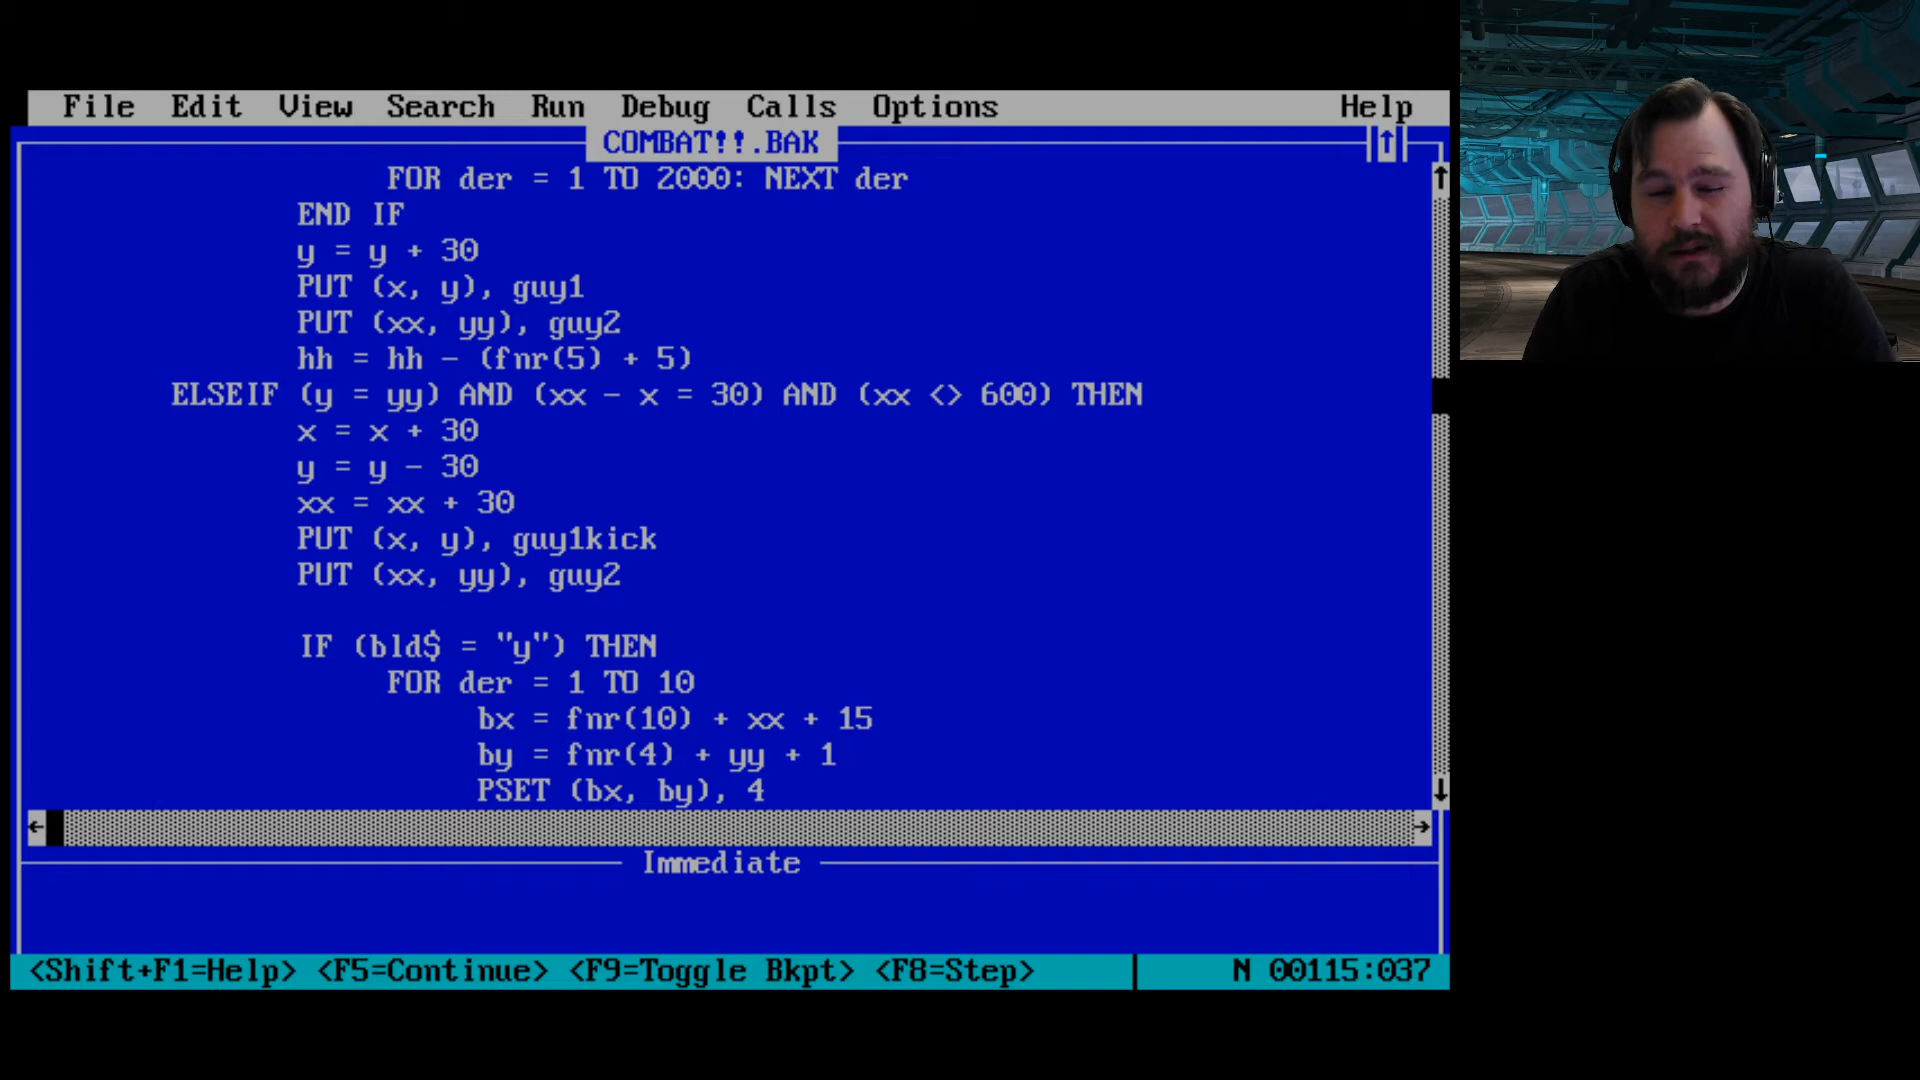 File Edit View Search Run Debug Calls Options Help
COMBAT!!.BAK
FOR der = 1 TO 2000: NEXT der
END IF
y = y + 30
PUT (x, y), guy1
PUT (xx, yy), guy2
hh = hh - (fnr(5) + 5)
ELSEIF (y = yy) AND (xx - x = 30) AND (xx <> 600) THEN
x = x + 30
y = y - 30
xx = xx + 30
PUT (x, y), guy1kick
PUT (xx, yy), guy2
IF (bld$ = "y") THEN
FOR der = 1 TO 10
bx = fnr(10) + xx + 15
by = fnr(4) + yy + 1
PSET (bx, by), 4
Immediate
<Shift+F1=Help> <F5=Continue> <F9=Toggle Bkpt> <F8=Step> N 00115:037